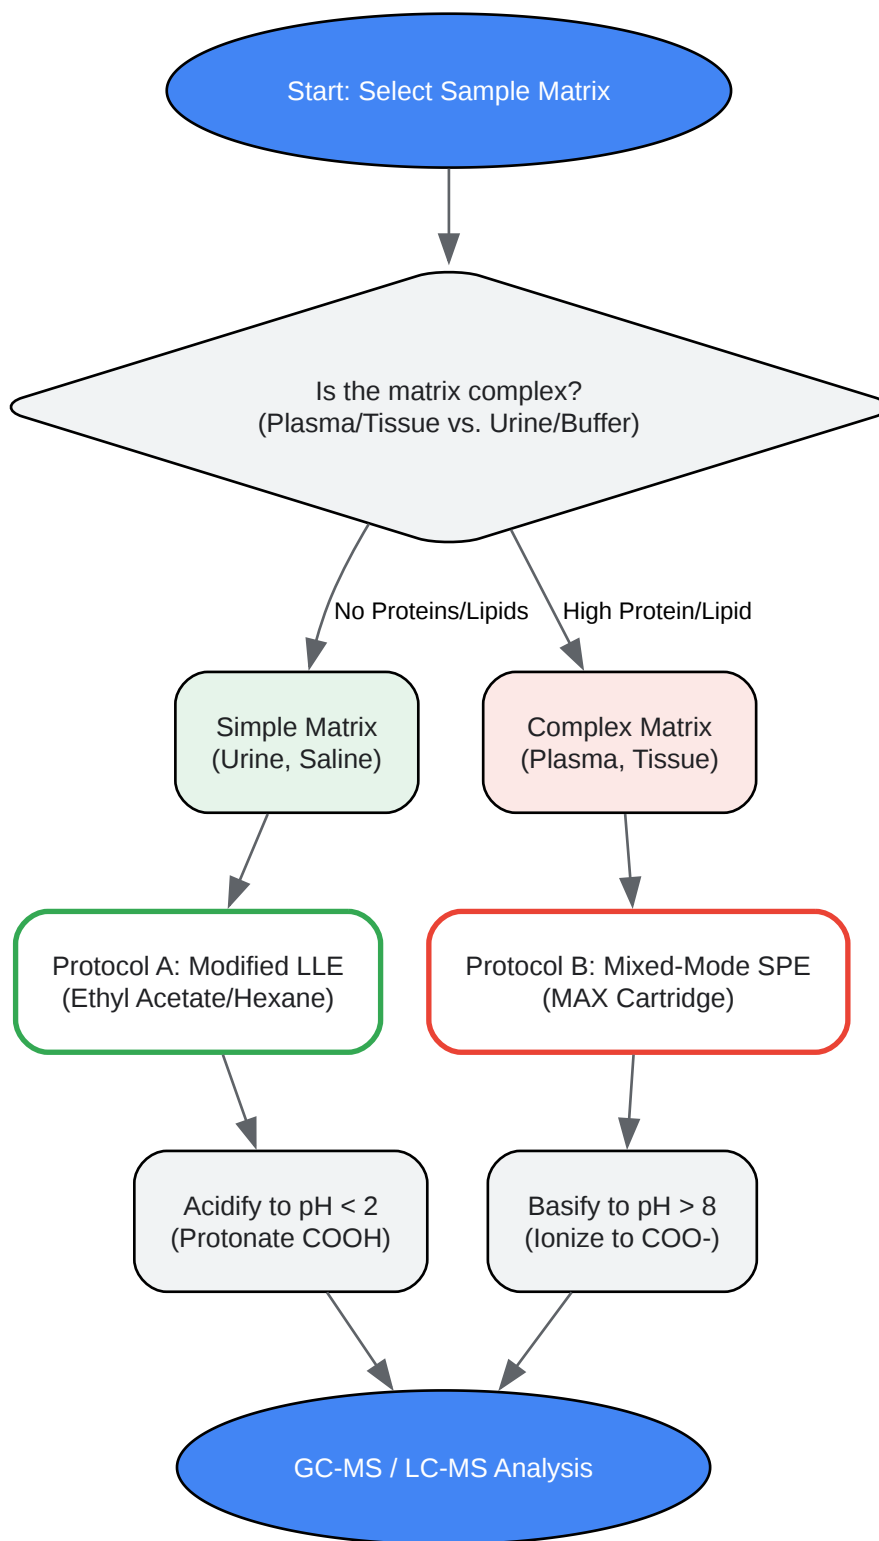 Start: Select Sample Matrix
Is the matrix complex?
(Plasma/Tissue vs. Urine/Buffer)
No Proteins/Lipids
High Protein/Lipid
Simple Matrix
(Urine, Saline)
Complex Matrix
(Plasma, Tissue)
Protocol A: Modified LLE
(Ethyl Acetate/Hexane)
Protocol B: Mixed-Mode SPE
(MAX Cartridge)
Acidify to pH < 2
(Protonate COOH)
Basify to pH > 8
(Ionize to COO-)
GC-MS / LC-MS Analysis